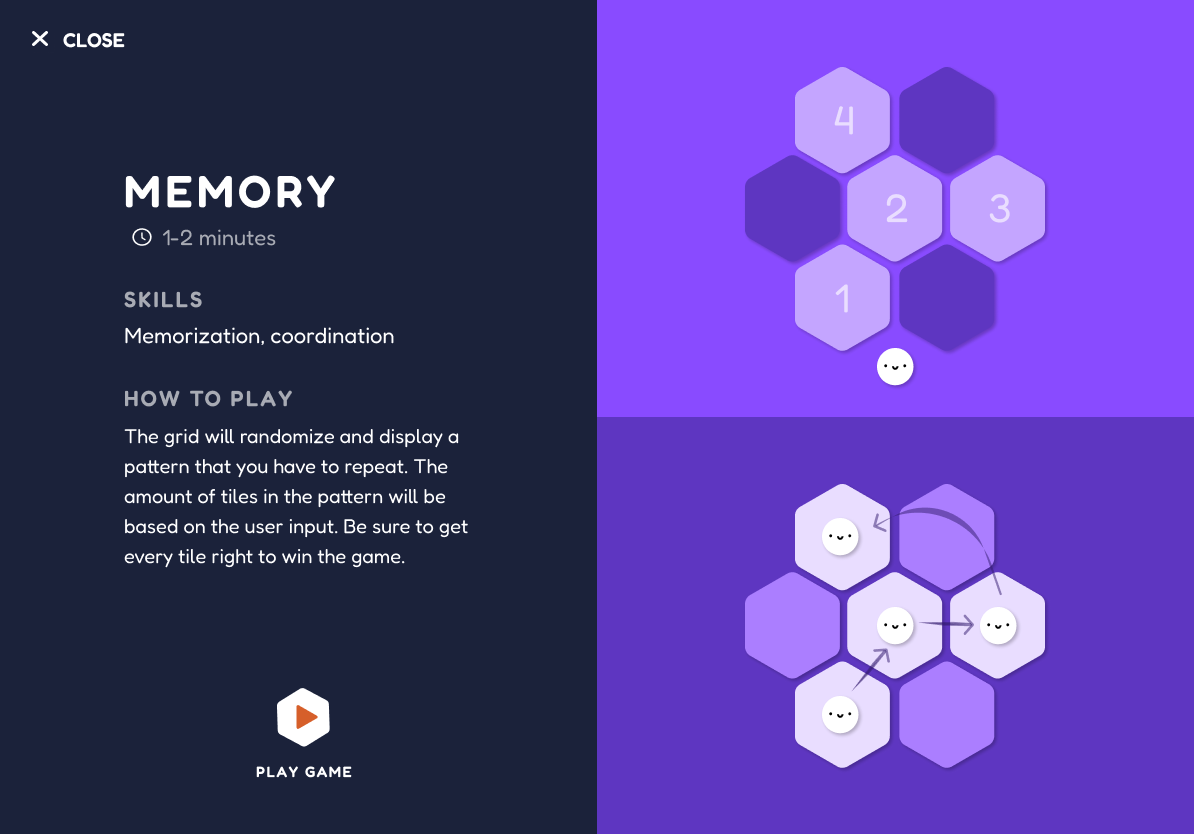 CLOSE
MEMORY
1-2 minutes
SKILLS
Memorization, coordination
HOW TO PLAY
The grid will randomize and display a
pattern that you have to repeat. The
amount of tiles in the pattern will be
based on the user input. Be sure to get
every tile right to win the game.
PLAY GAME
4
2 3
1